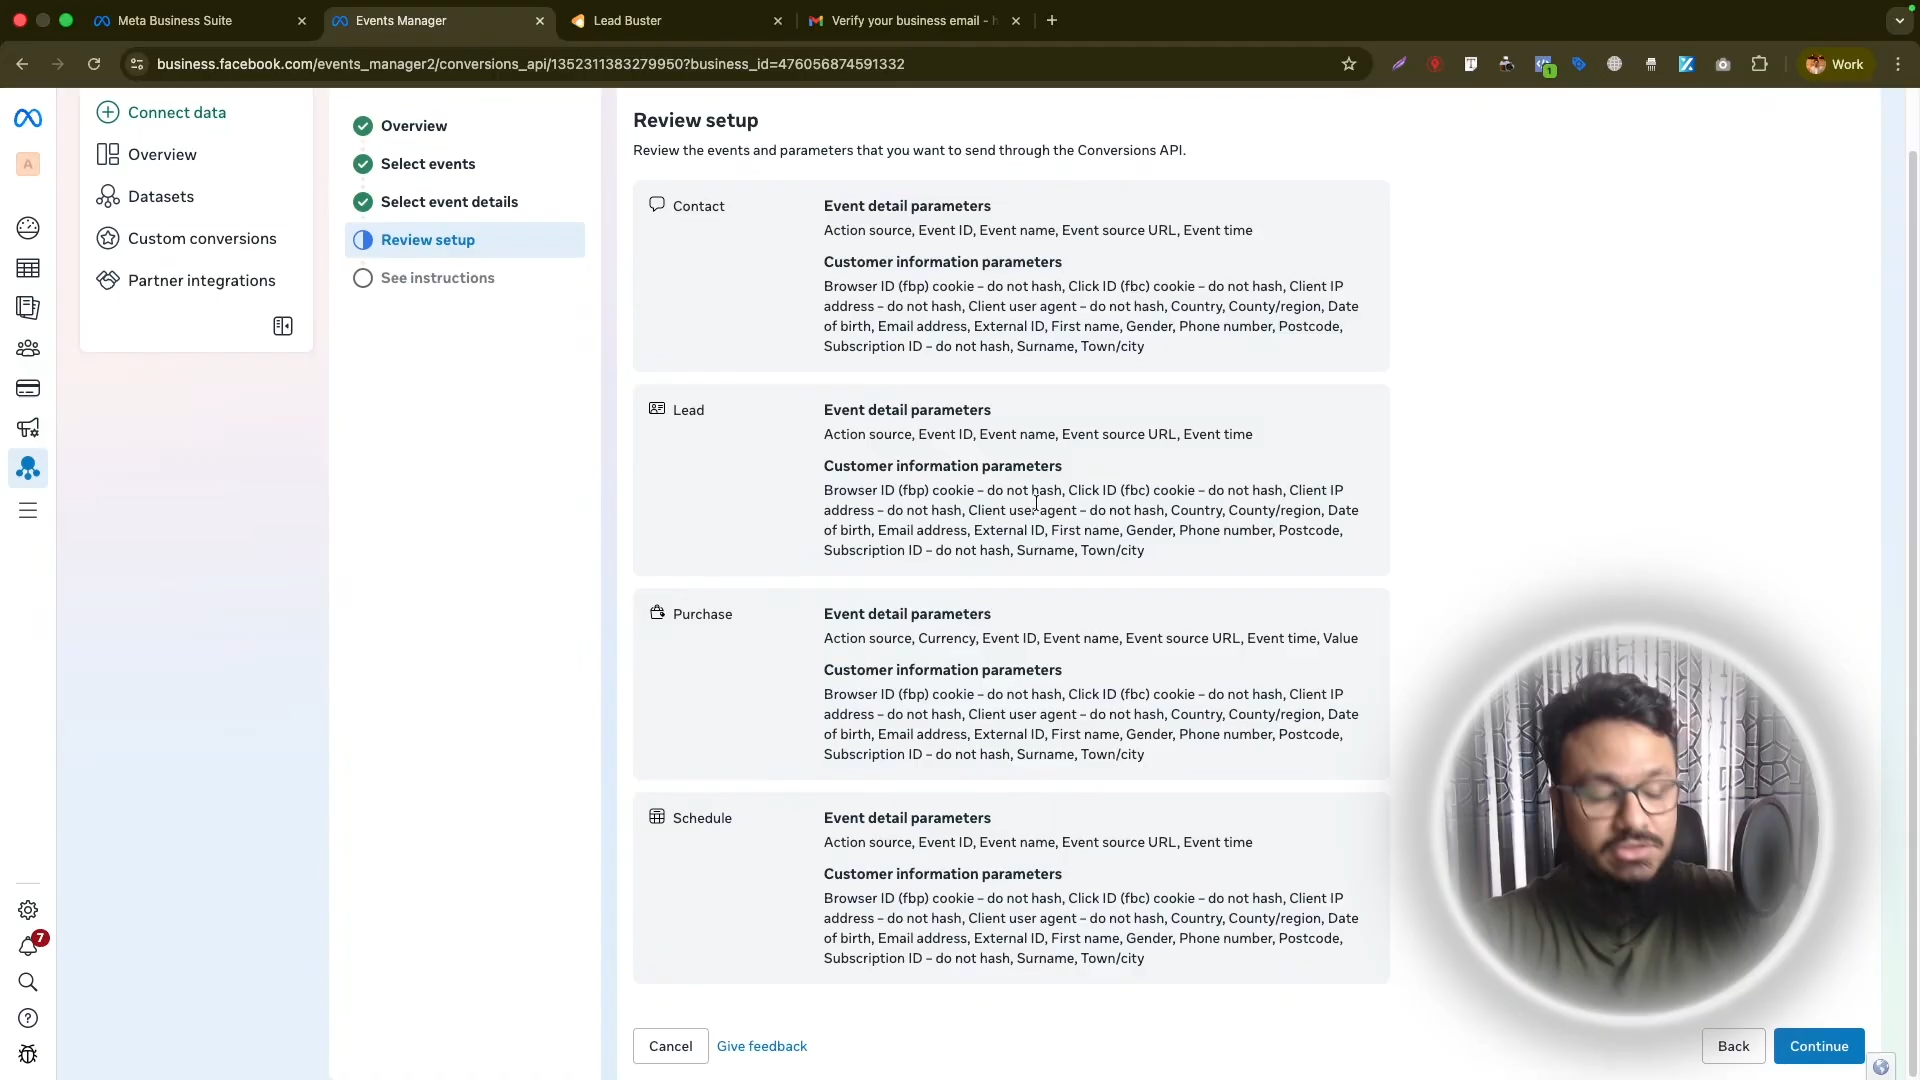 Meta Business Suite
Events Manager
Lead Buster
Verify your business email -
business.facebook.com/events_manager2/conversions_api/1352311383279950?business_id=476056874591332
1
Work
A
Connect data
Overview
Datasets
Custom conversions
Partner integrations
7
Overview
Select events
Select event details
Review setup
See instructions
Review setup
Review the events and parameters that you want to send through the Conversions API.
Contact
Event detail parameters
Action source, Event ID, Event name, Event source URL, Event time
Customer information parameters
Browser ID (fbp) cookie – do not hash, Click ID (fbc) cookie – do not hash, Client IP
address – do not hash, Client user agent – do not hash, Country, County/region, Date
of birth, Email address, External ID, First name, Gender, Phone number, Postcode,
Subscription ID – do not hash, Surname, Town/city
Lead
Event detail parameters
Action source, Event ID, Event name, Event source URL, Event time
Customer information parameters
Browser ID (fbp) cookie – do not hash, Click ID (fbc) cookie – do not hash, Client IP
address – do not hash, Client user agent – do not hash, Country, County/region, Date
of birth, Email address, External ID, First name, Gender, Phone number, Postcode,
Subscription ID – do not hash, Surname, Town/city
Purchase
Event detail parameters
Action source, Currency, Event ID, Event name, Event source URL, Event time, Value
Customer information parameters
Browser ID (fbp) cookie – do not hash, Click ID (fbc) cookie – do not hash, Client IP
address – do not hash, Client user agent – do not hash, Country, County/region, Date
of birth, Email address, External ID, First name, Gender, Phone number, Postcode,
Subscription ID – do not hash, Surname, Town/city
Schedule
Event detail parameters
Action source, Event ID, Event name, Event source URL, Event time
Customer information parameters
Browser ID (fbp) cookie – do not hash, Click ID (fbc) cookie – do not hash, Client IP
address – do not hash, Client user agent – do not hash, Country, County/region, Date
of birth, Email address, External ID, First name, Gender, Phone number, Postcode,
Subscription ID – do not hash, Surname, Town/city
Cancel
Give feedback
Back
Continue